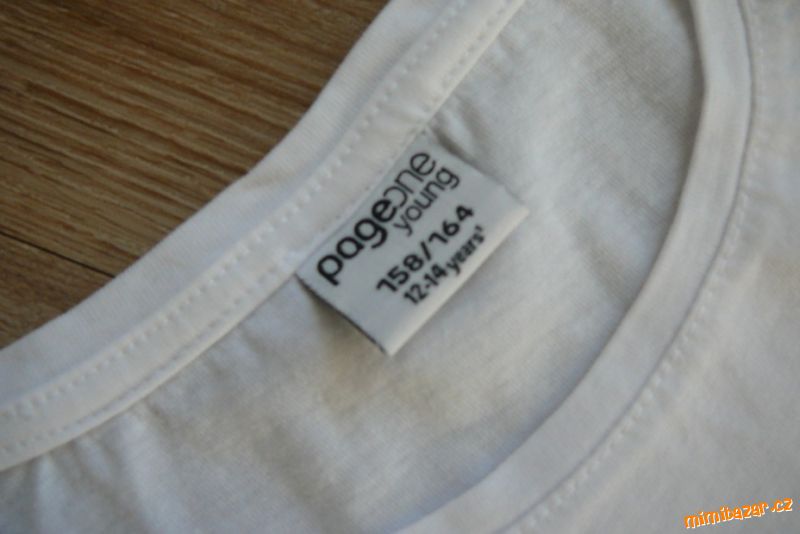 pageone
young
158/164
12-14 years'
mimibazar.cz